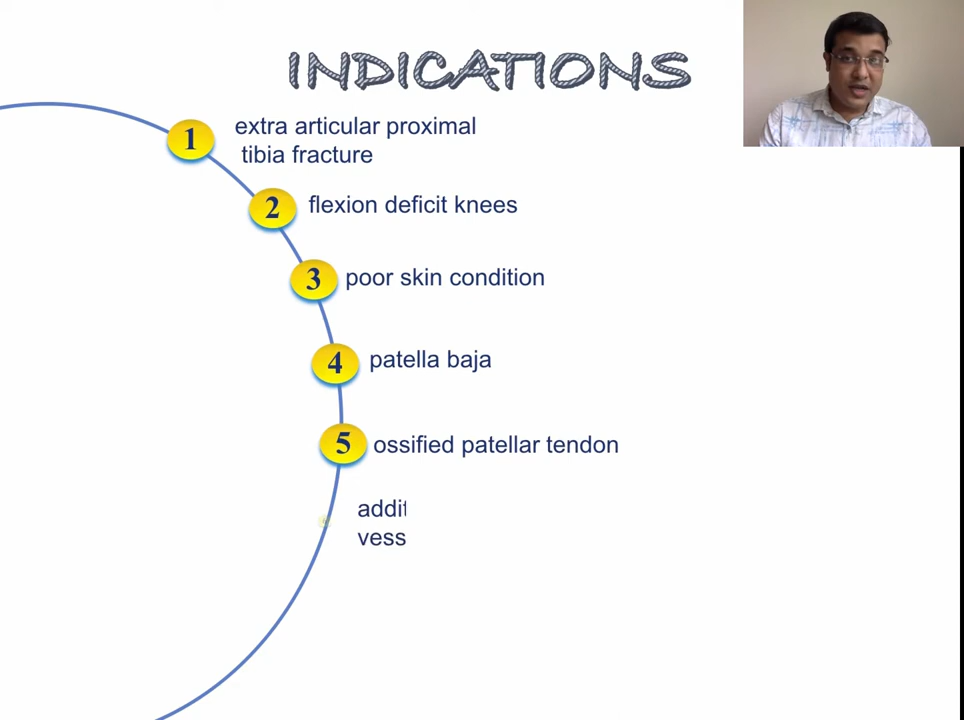 INDICATIONS
1
extra articular proximal
tibia fracture
2
flexion deficit knees
3
poor skin condition
4
patella baja
5
ossified patellar tendon